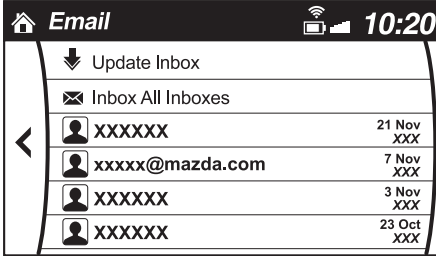 Email 10:20
Update Inbox
Inbox All Inboxes
XXXXXX 21 Nov
XXX
xxxxx@mazda.com 7 Nov
XXX
XXXXXX 3 Nov
XXX
XXXXXX 23 Oct
XXX